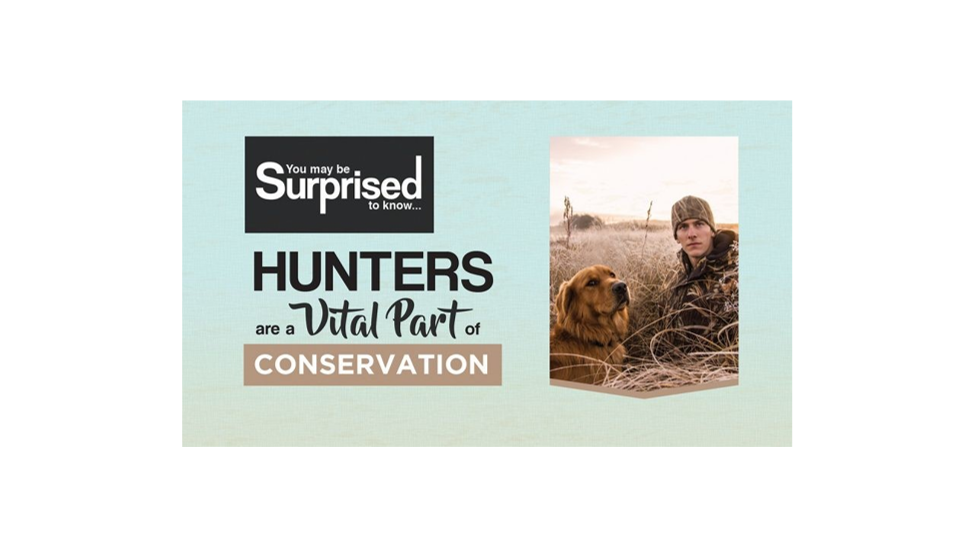 You may be
Surprised
to know...
HUNTERS
are a Vital Part of
CONSERVATION